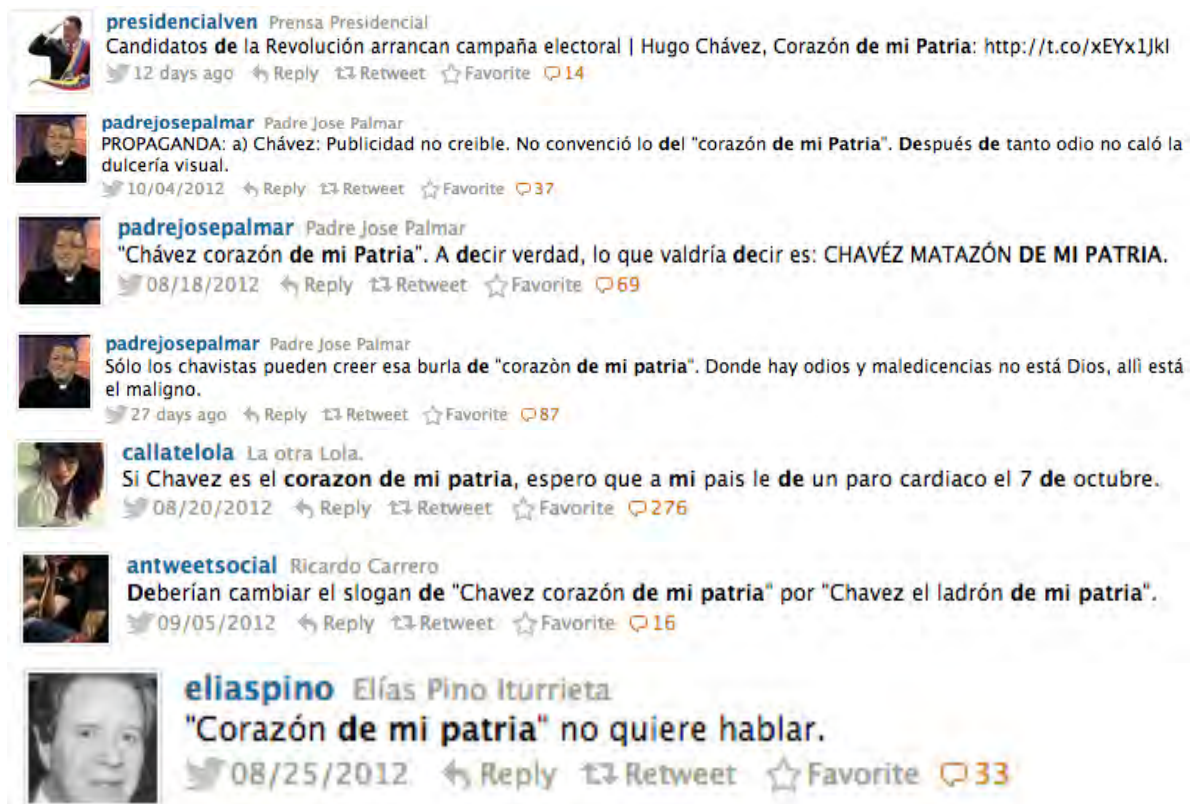 presidencialven Prensa Presidencial
Candidatos de la Revolución arrancan campaña electoral | Hugo Chávez, Corazón de mi Patria: http://t.co/xEYx1JkI
12 days ago Reply Retweet Favorite 14
padrejosepalmar Padre Jose Palmar
PROPAGANDA: a) Chávez: Publicidad no creible. No convenció lo del "corazón de mi Patria". Después de tanto odio no caló la
dulcería visual.
10/04/2012 Reply Retweet Favorite 37
padrejosepalmar Padre Jose Palmar
"Chávez corazón de mi Patria". A decir verdad, lo que valdría decir es: CHAVÉZ MATAZÓN DE MI PATRIA.
08/18/2012 Reply Retweet Favorite 69
padrejosepalmar Padre Jose Palmar
Sólo los chavistas pueden creer esa burla de "corazòn de mi patria". Donde hay odios y maledicencias no está Dios, allì está
el maligno.
27 days ago Reply Retweet Favorite 87
callatelola La otra Lola.
Si Chavez es el corazon de mi patria, espero que a mi pais le de un paro cardiaco el 7 de octubre.
08/20/2012 Reply Retweet Favorite 276
antweetsocial Ricardo Carrero
Deberían cambiar el slogan de "Chavez corazón de mi patria" por "Chavez el ladrón de mi patria".
09/05/2012 Reply Retweet Favorite 16
eliaspino Elías Pino Iturrieta
"Corazón de mi patria" no quiere hablar.
08/25/2012 Reply Retweet Favorite 33